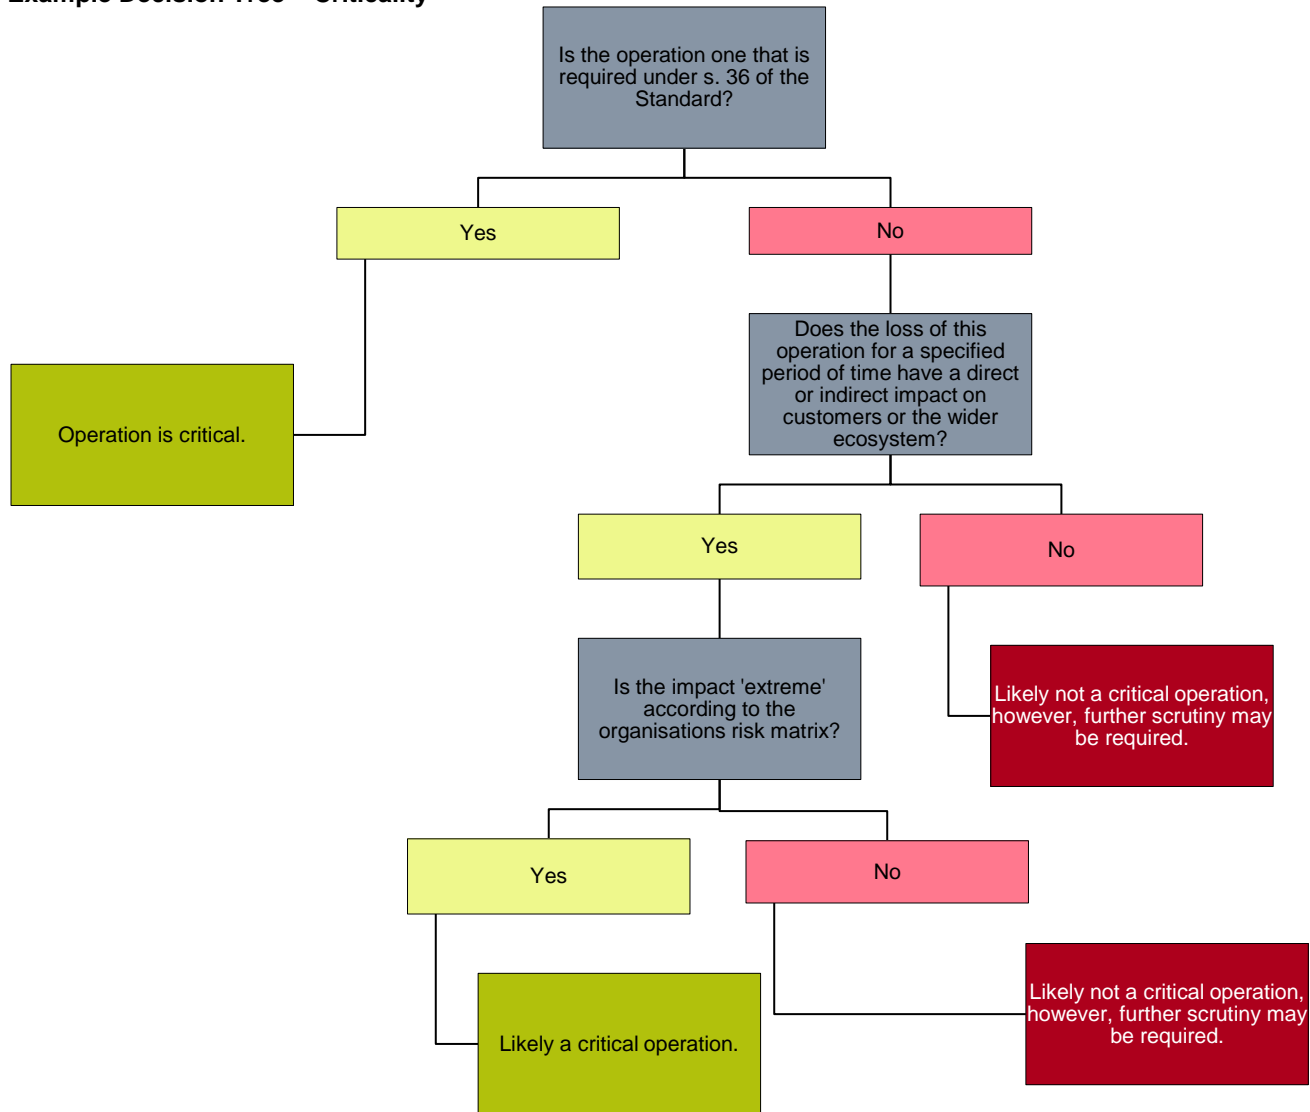 Example Decision Tree – Criticality
Is the operation one that is
required under s. 36 of the
Standard?
Yes
No
Does the loss of this
operation for a specified
period of time have a direct
or indirect impact on
customers or the wider
ecosystem?
Operation is critical.
Yes
No
Is the impact 'extreme'
according to the
organisations risk matrix?
Likely not a critical operation,
however, further scrutiny may
be required.
Yes
No
Likely a critical operation.
Likely not a critical operation,
however, further scrutiny may
be required.